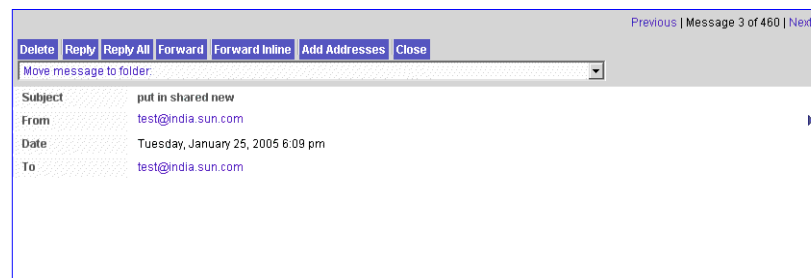 Previous | Message 3 of 460 | Next
Delete Reply Reply All Forward Forward Inline Add Addresses Close
Move message to folder:
Subject put in shared new
From test@india.sun.com
Date Tuesday, January 25, 2005 6:09 pm
To test@india.sun.com